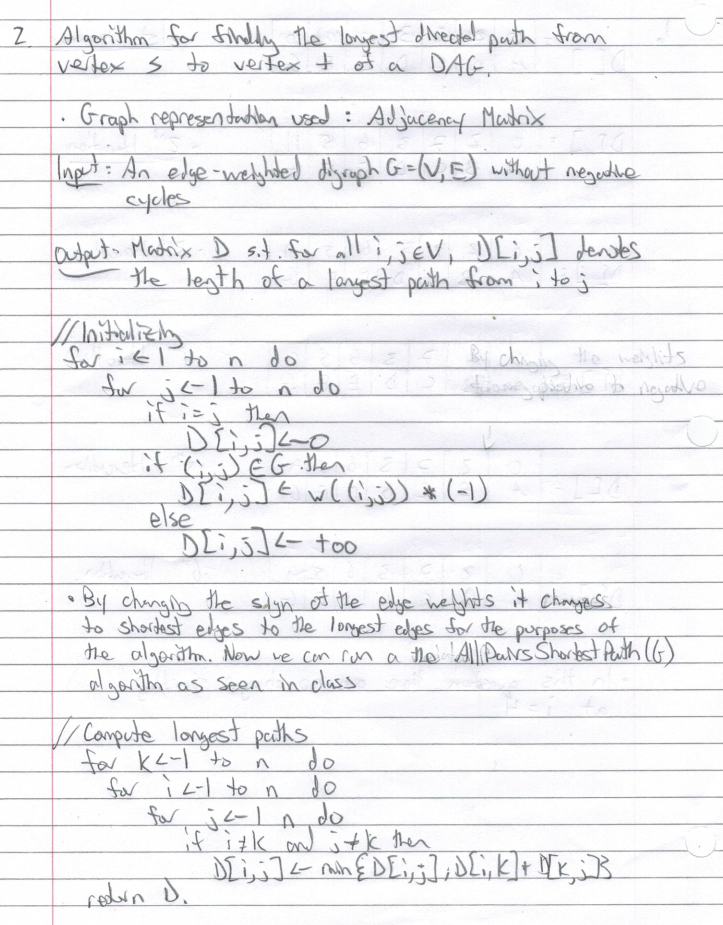 2. Algorithm for finding the longest directed path from
vertex s to vertex t of a DAG.
· Graph representation used : Adjacency Matrix
Input: An edge-weighted digraph G=(V,E) without negative
cycles
Output- Matrix D s.t. for all i,j∈V, D[i,j] denotes
the length of a longest path from i to j
// Initializing
for i←1 to n do
for j←1 to n do
if i=j then
D[i,j]←0
if (i,j) ∈ G then
D[i,j] ← w((i,j)) * (-1)
else
D[i,j] ← +∞
• By changing the sign of the edge weights it changes
to shortest edges to the longest edges for the purposes of
the algorithm. Now we can run a the AllPairsShortestPath(G)
algorithm as seen in class
// Compute longest paths
for k←1 to n do
for i←1 to n do
for j←1 n do
if i≠k and j≠k then
D[i,j] ← min{D[i,j], D[i,k] + D[k,j]}
return D.